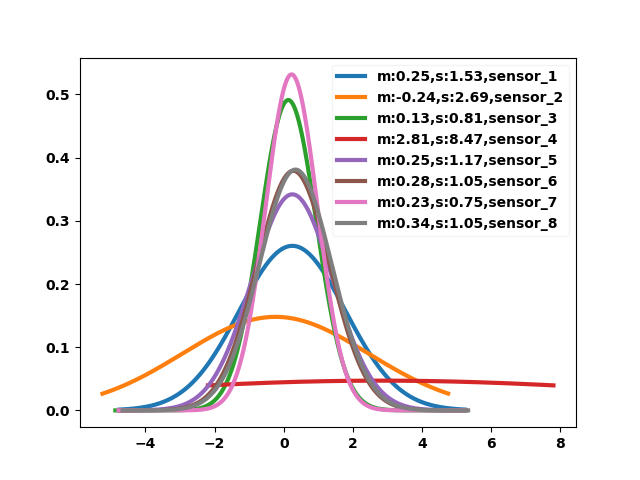 m:0.25,s:1.53,sensor_1
m:-0.24,s:2.69,sensor_2
m:0.13,s:0.81,sensor_3
m:2.81,s:8.47,sensor_4
m:0.25,s:1.17,sensor_5
m:0.28,s:1.05,sensor_6
m:0.23,s:0.75,sensor_7
m:0.34,s:1.05,sensor_8
0.5
0.4
0.3
0.2
0.1
0.0
−4 −2 0 2 4 6 8